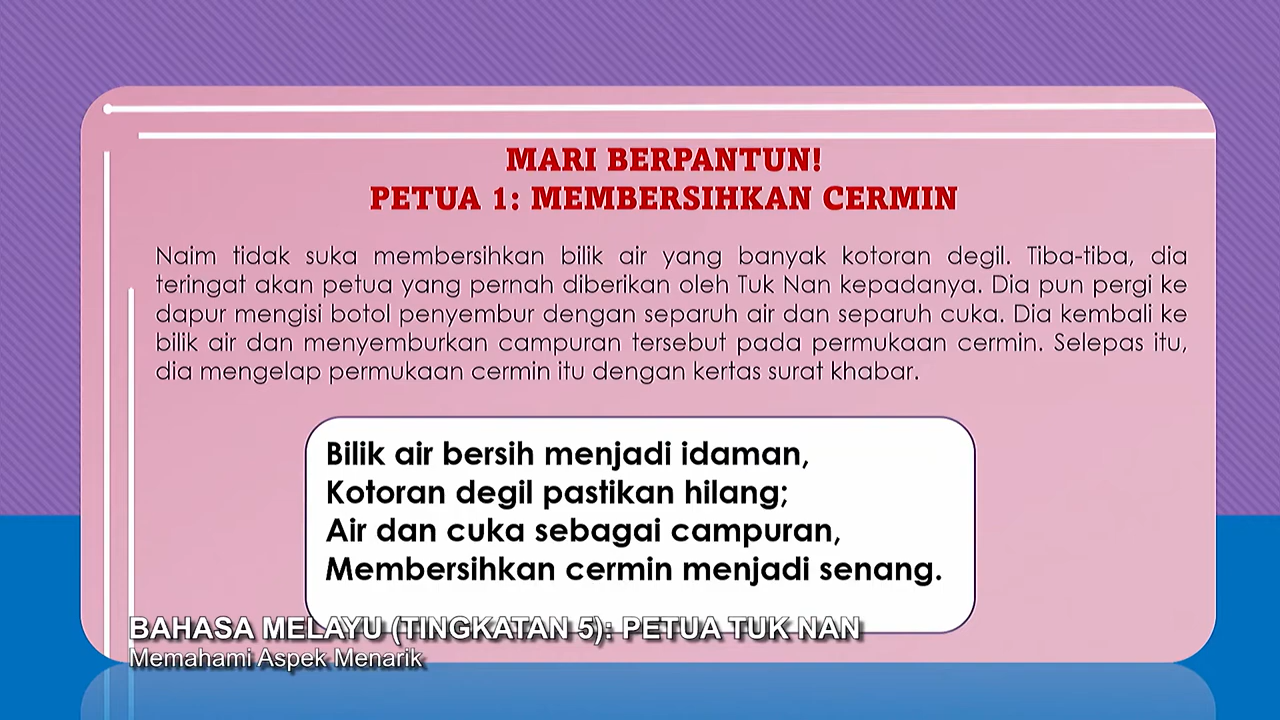 MARI BERPANTUN!
PETUA 1: MEMBERSIHKAN CERMIN
Naim tidak suka membersihkan bilik air yang banyak kotoran degil. Tiba-tiba, dia
teringat akan petua yang pernah diberikan oleh Tuk Nan kepadanya. Dia pun pergi ke
dapur mengisi botol penyembur dengan separuh air dan separuh cuka. Dia kembali ke
bilik air dan menyemburkan campuran tersebut pada permukaan cermin. Selepas itu,
dia mengelap permukaan cermin itu dengan kertas surat khabar.
Bilik air bersih menjadi idaman,
Kotoran degil pastikan hilang;
Air dan cuka sebagai campuran,
Membersihkan cermin menjadi senang.
BAHASA MELAYU (TINGKATAN 5): PETUA TUK NAN
Memahami Aspek Menarik